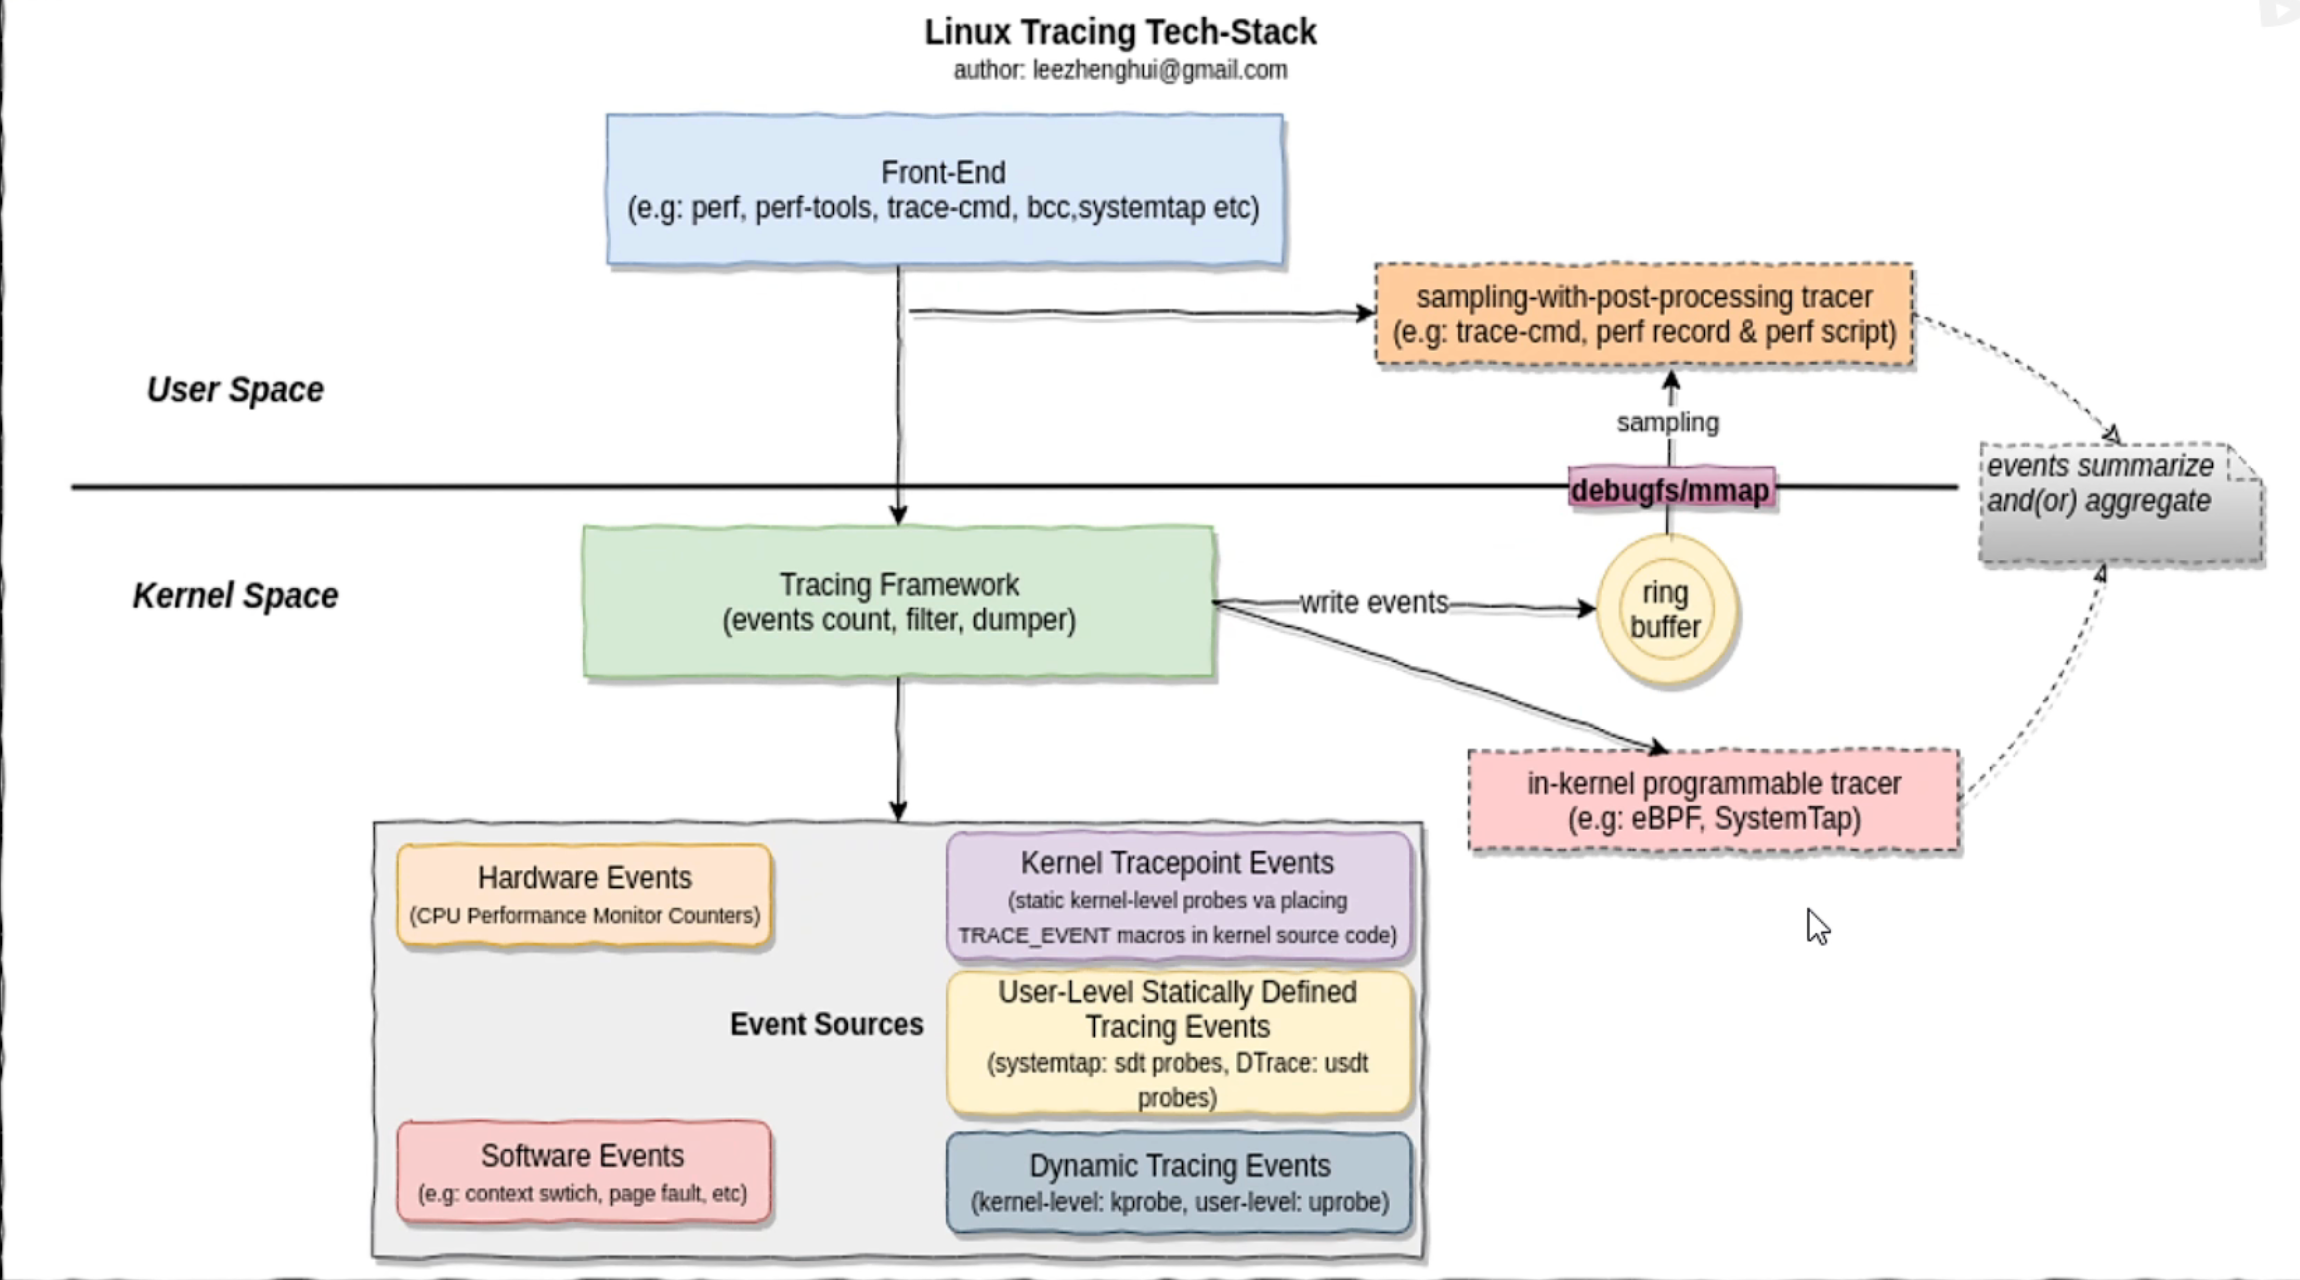 Linux Tracing Tech-Stack
author: leezhenghui@gmail.com
Front-End
(e.g: perf, perf-tools, trace-cmd, bcc,systemtap etc)
sampling-with-post-processing tracer
(e.g: trace-cmd, perf record & perf script)
User Space
sampling
events summarize
and(or) aggregate
debugfs/mmap
Kernel Space
Tracing Framework
(events count, filter, dumper)
write events
ring
buffer
in-kernel programmable tracer
(e.g: eBPF, SystemTap)
Hardware Events
(CPU Performance Monitor Counters)
Kernel Tracepoint Events
(static kernel-level probes va placing
TRACE_EVENT macros in kernel source code)
Event Sources
User-Level Statically Defined
Tracing Events
(systemtap: sdt probes, DTrace: usdt
probes)
Software Events
(e.g: context swtich, page fault, etc)
Dynamic Tracing Events
(kernel-level: kprobe, user-level: uprobe)